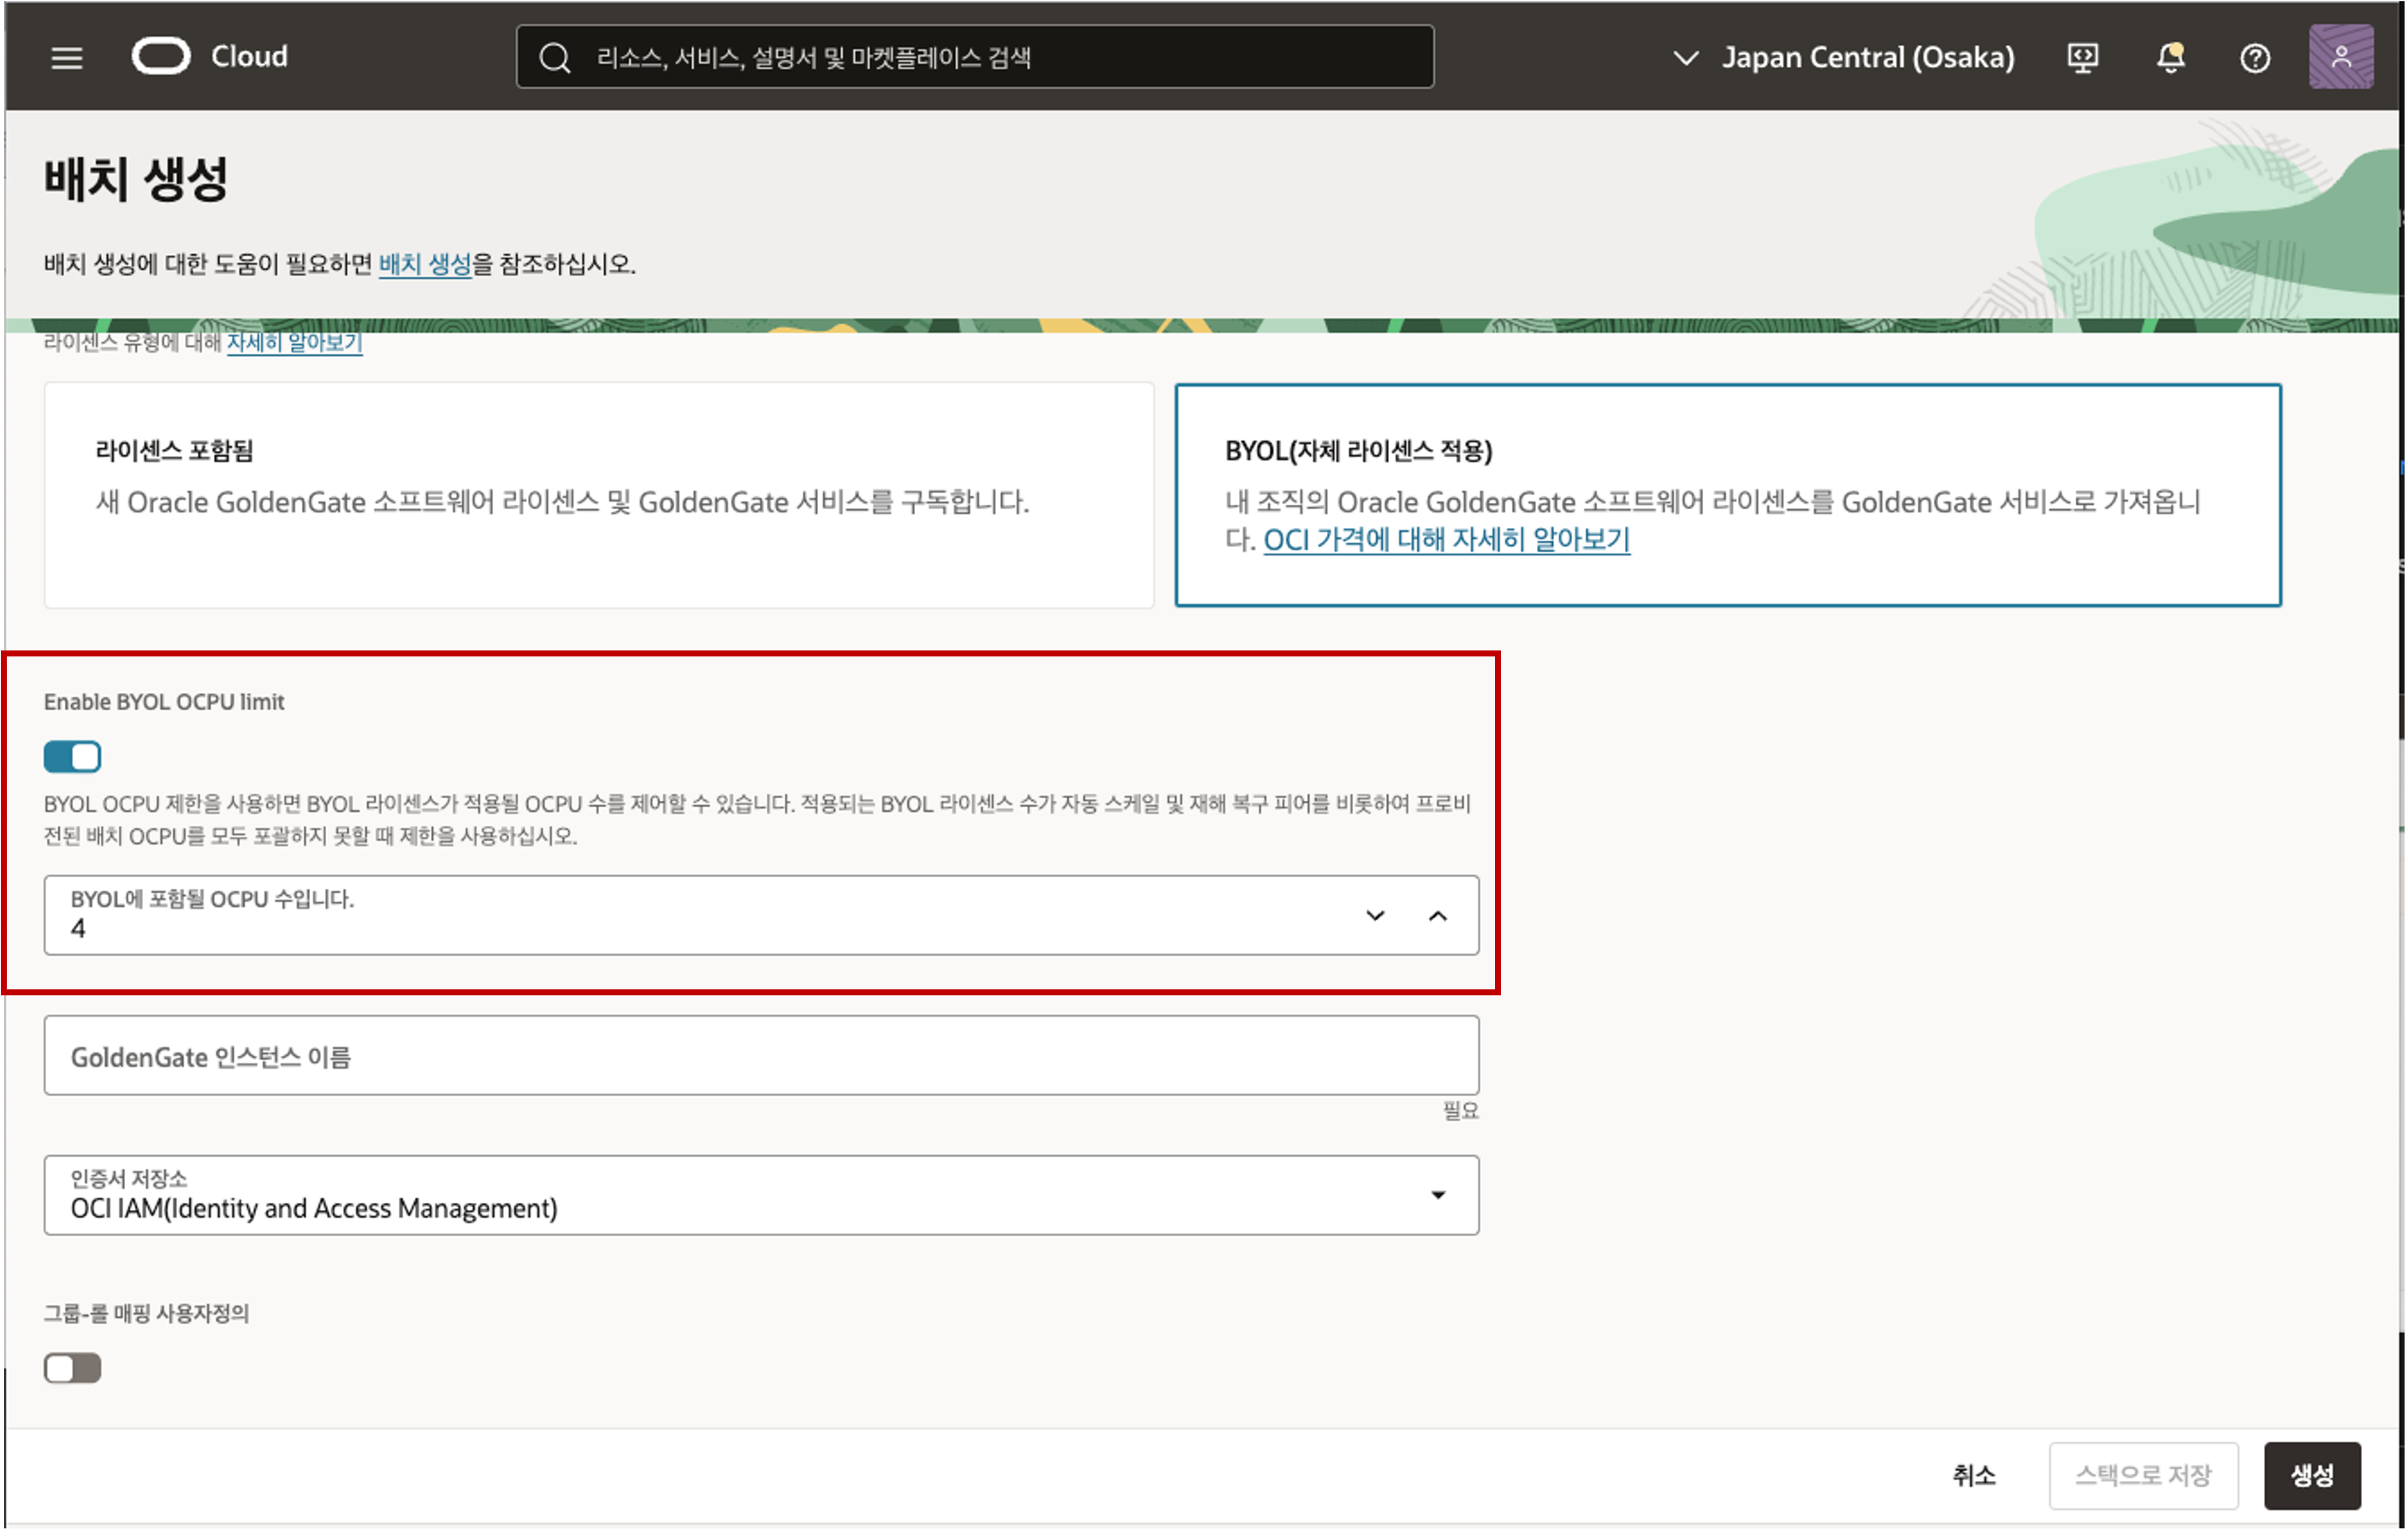 Cloud
리소스, 서비스, 설명서 및 마켓플레이스 검색
Japan Central (Osaka)
배치 생성
배치 생성에 대한 도움이 필요하면 배치 생성을 참조하십시오.
라이센스 유형에 대해 자세히 알아보기
라이센스 포함됨
새 Oracle GoldenGate 소프트웨어 라이센스 및 GoldenGate 서비스를 구독합니다.
BYOL(자체 라이센스 적용)
내 조직의 Oracle GoldenGate 소프트웨어 라이센스를 GoldenGate 서비스로 가져옵니
다. OCI 가격에 대해 자세히 알아보기
Enable BYOL OCPU limit
BYOL OCPU 제한을 사용하면 BYOL 라이센스가 적용될 OCPU 수를 제어할 수 있습니다. 적용되는 BYOL 라이센스 수가 자동 스케일 및 재해 복구 피어를 비롯하여 프로비
전된 배치 OCPU를 모두 포괄하지 못할 때 제한을 사용하십시오.
BYOL에 포함될 OCPU 수입니다.
4
GoldenGate 인스턴스 이름
필요
인증서 저장소
OCI IAM(Identity and Access Management)
그룹-롤 매핑 사용자정의
취소
스택으로 저장
생성